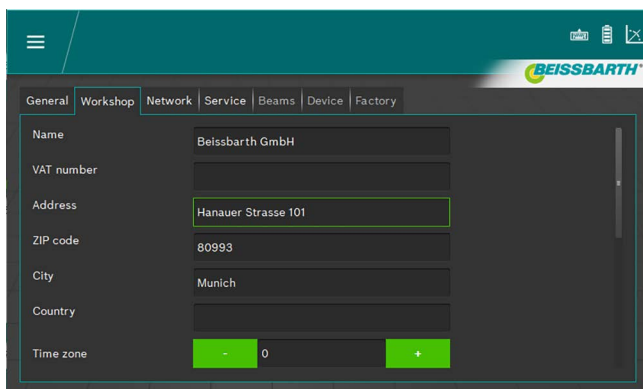 BEISSBARTH
General Workshop Network Service Beams Device Factory
Name Beissbarth GmbH
VAT number
Address Hanauer Strasse 101
ZIP code 80993
City Munich
Country
Time zone - 0 +